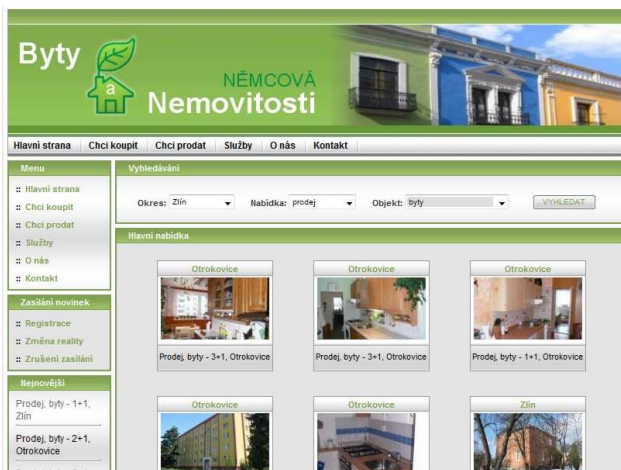 Byty
a
NĚMCOVÁ
Nemovitosti
Hlavní strana Chci koupit Chci prodat Služby O nás Kontakt
Menu
:: Hlavní strana
:: Chci koupit
:: Chci prodat
:: Služby
:: O nás
:: Kontakt
Zasílání novinek
:: Registrace
:: Změna reality
:: Zrušení zasílání
Nejnovější
Prodej, byty - 1+1,
Zlín
Prodej, byty - 2+1,
Otrokovice
Vyhledávání
Okres: Zlín Nabídka: prodej Objekt: byty VYHLEDAT
Hlavní nabídka
Otrokovice Otrokovice Otrokovice
Prodej, byty - 3+1, Otrokovice Prodej, byty - 3+1, Otrokovice Prodej, byty - 1+1, Otrokovice
Otrokovice Otrokovice Zlín